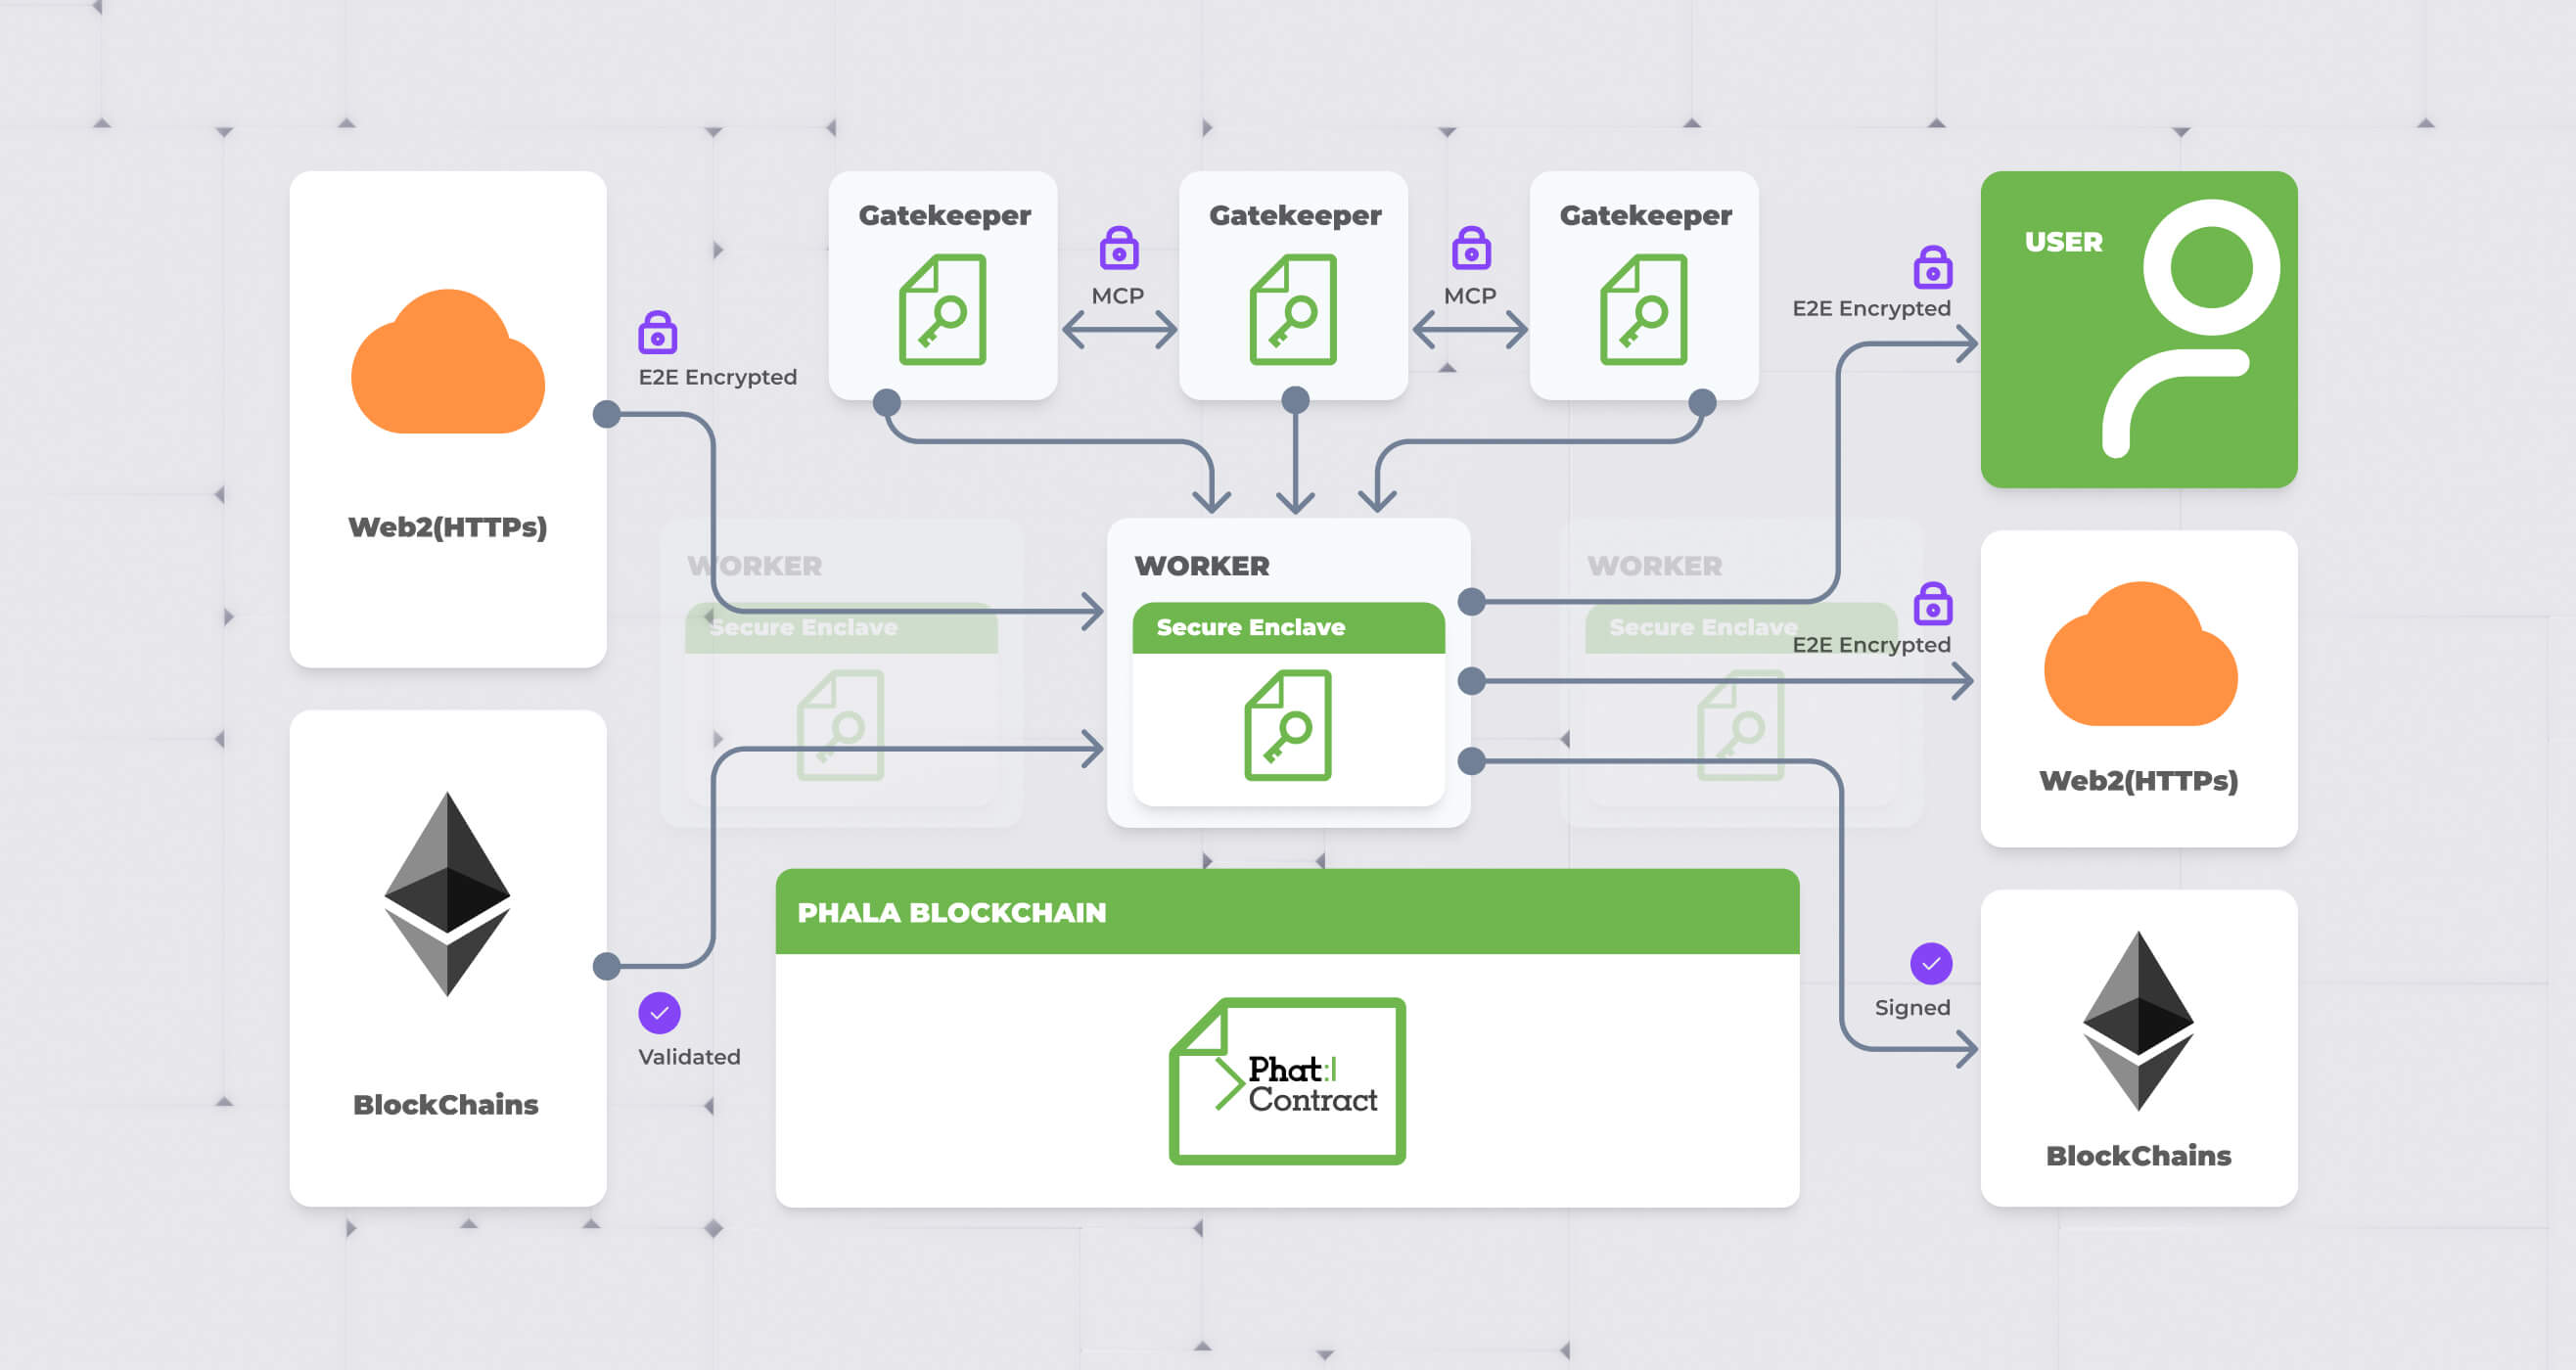 Gatekeeper
Gatekeeper
Gatekeeper
USER
MCP
MCP
E2E Encrypted
E2E Encrypted
Web2(HTTPs)
WORKER
WORKER
WORKER
Secure Enclave
Secure Enclave
Secure Enclave
E2E Encrypted
Web2(HTTPs)
PHALA BLOCKCHAIN
Signed
Validated
Phat
Contract
BlockChains
BlockChains